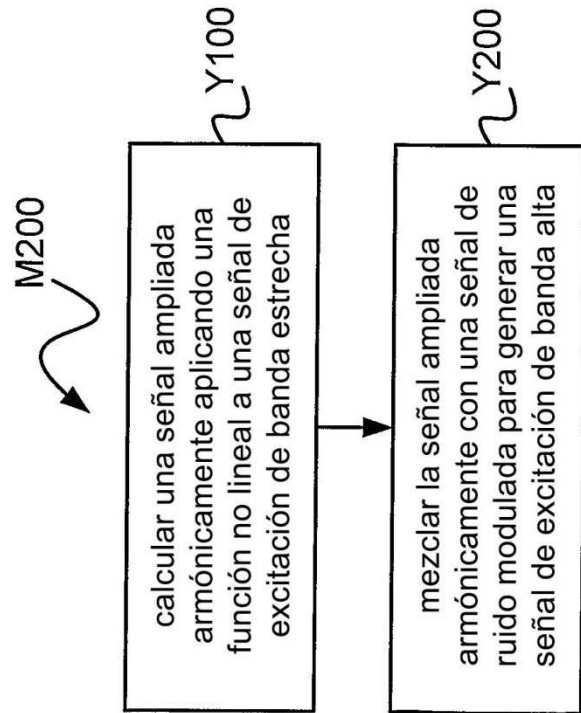 M200
calcular una señal ampliada
armónicamente aplicando una
función no lineal a una señal de
excitación de banda estrecha
Y100
mezclar la señal ampliada
armónicamente con una señal de
ruido modulada para generar una
señal de excitación de banda alta
Y200